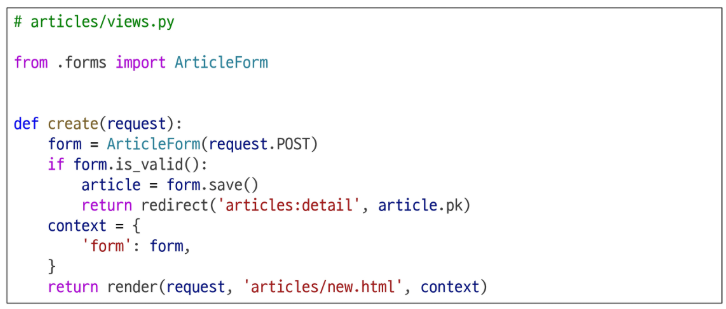 # articles/views.py
from .forms import ArticleForm
def create(request):
    form = ArticleForm(request.POST)
    if form.is_valid():
        article = form.save()
        return redirect('articles:detail', article.pk)
    context = {
        'form': form,
    }
    return render(request, 'articles/new.html', context)